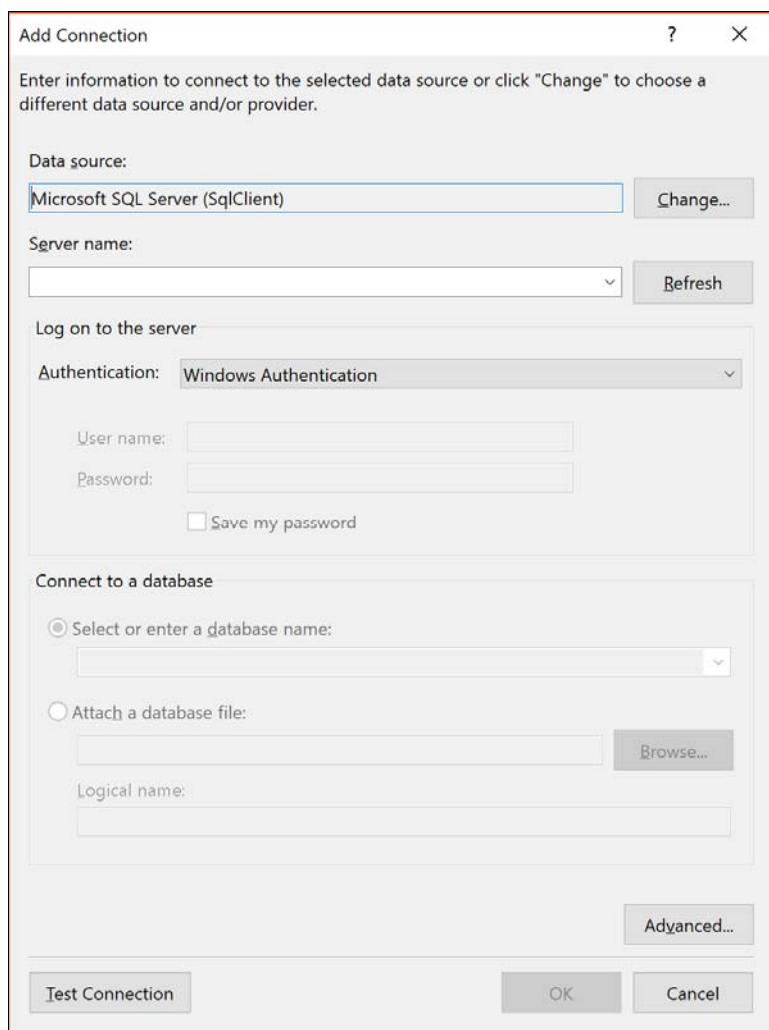 Add Connection ?
Enter information to connect to the selected data source or click "Change" to choose a
different data source and/or provider.
Data source:
Microsoft SQL Server (SqlClient) Change...
Server name:
Refresh
Log on to the server
Authentication: Windows Authentication
User name:
Password:
Save my password
Connect to a database
Select or enter a database name:
Attach a database file:
Browse...
Logical name:
Advanced...
Test Connection OK Cancel